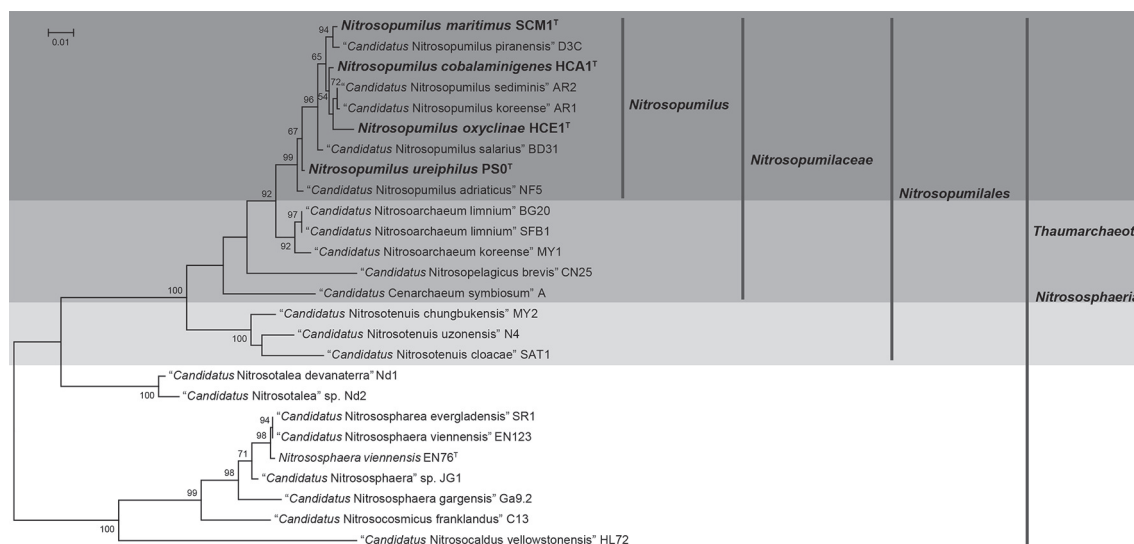 0.01
94
Nitrosopumilus maritimus SCM1ᵀ
"Candidatus Nitrosopumilus piranensis" D3C
65
Nitrosopumilus cobalaminigenes HCA1ᵀ
72
"Candidatus Nitrosopumilus sediminis" AR2
96
54
"Candidatus Nitrosopumilus koreense" AR1
Nitrosopumilus
Nitrosopumilus oxyclinae HCE1ᵀ
67
"Candidatus Nitrosopumilus salarius" BD31
99
Nitrosopumilaceae
Nitrosopumilus ureiphilus PS0ᵀ
92
"Candidatus Nitrosopumilus adriaticus" NF5
Nitrosopumilales
97
"Candidatus Nitrosoarchaeum limnium" BG20
"Candidatus Nitrosoarchaeum limnium" SFB1
Thaumarchaeot
92
"Candidatus Nitrosoarchaeum koreense" MY1
"Candidatus Nitrosopelagicus brevis" CN25
100
"Candidatus Cenarchaeum symbiosum" A
Nitrososphaeria
"Candidatus Nitrosotenuis chungbukensis" MY2
100
"Candidatus Nitrosotenuis uzonensis" N4
"Candidatus Nitrosotenuis cloacae" SAT1
"Candidatus Nitrosotalea devanaterra" Nd1
100
"Candidatus Nitrosotalea" sp. Nd2
94
"Candidatus Nitrosospharea evergladensis" SR1
98
"Candidatus Nitrososphaera viennensis" EN123
71
Nitrososphaera viennensis EN76ᵀ
98
"Candidatus Nitrososphaera" sp. JG1
99
"Candidatus Nitrososphaera gargensis" Ga9.2
"Candidatus Nitrosocosmicus franklandus" C13
100
"Candidatus Nitrosocaldus yellowstonensis" HL72